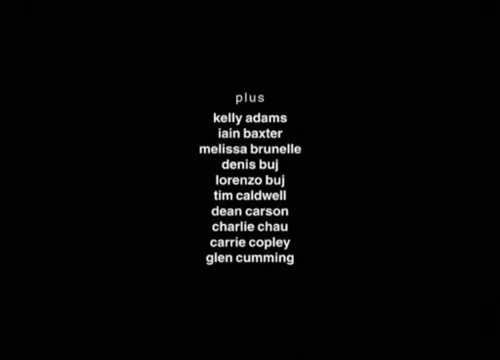 plus
kelly adams
iain baxter
melissa brunelle
denis buj
lorenzo buj
tim caldwell
dean carson
charlie chau
carrie copley
glen cumming